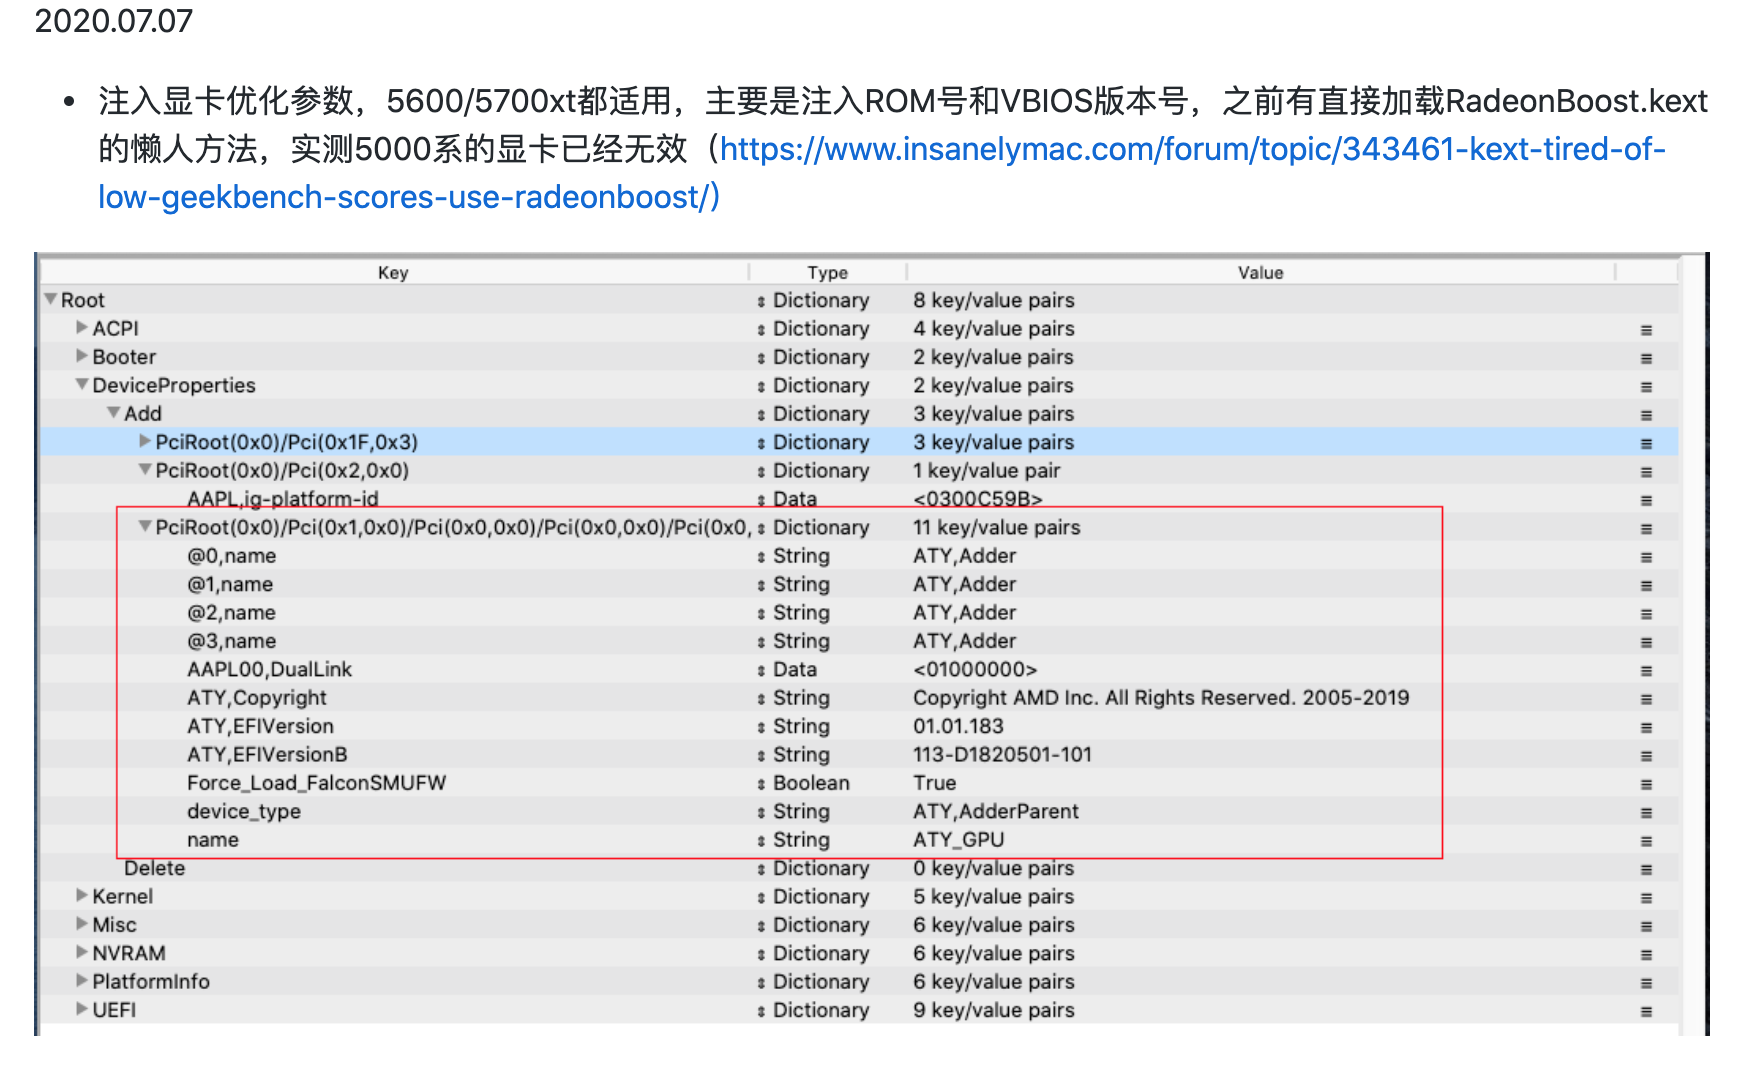 2020.07.07
• 注入显卡优化参数，5600/5700xt都适用，主要是注入ROM号和VBIOS版本号，之前有直接加载RadeonBoost.kext
的懒人方法，实测5000系的显卡已经无效（https://www.insanelymac.com/forum/topic/343461-kext-tired-of-
low-geekbench-scores-use-radeonboost/)
Key Type Value
Root Dictionary 8 key/value pairs
ACPI Dictionary 4 key/value pairs
Booter Dictionary 2 key/value pairs
DeviceProperties Dictionary 2 key/value pairs
Add Dictionary 3 key/value pairs
PciRoot(0x0)/Pci(0x1F,0x3) Dictionary 3 key/value pairs
PciRoot(0x0)/Pci(0x2,0x0) Dictionary 1 key/value pair
AAPL,ig-platform-id Data <0300C59B>
PciRoot(0x0)/Pci(0x1,0x0)/Pci(0x0,0x0)/Pci(0x0,0x0)/Pci(0x0, Dictionary 11 key/value pairs
@0,name String ATY,Adder
@1,name String ATY,Adder
@2,name String ATY,Adder
@3,name String ATY,Adder
AAPL00,DualLink Data <01000000>
ATY,Copyright String Copyright AMD Inc. All Rights Reserved. 2005-2019
ATY,EFIVersion String 01.01.183
ATY,EFIVersionB String 113-D1820501-101
Force_Load_FalconSMUFW Boolean True
device_type String ATY,AdderParent
name String ATY_GPU
Delete Dictionary 0 key/value pairs
Kernel Dictionary 5 key/value pairs
Misc Dictionary 6 key/value pairs
NVRAM Dictionary 6 key/value pairs
PlatformInfo Dictionary 6 key/value pairs
UEFI Dictionary 9 key/value pairs